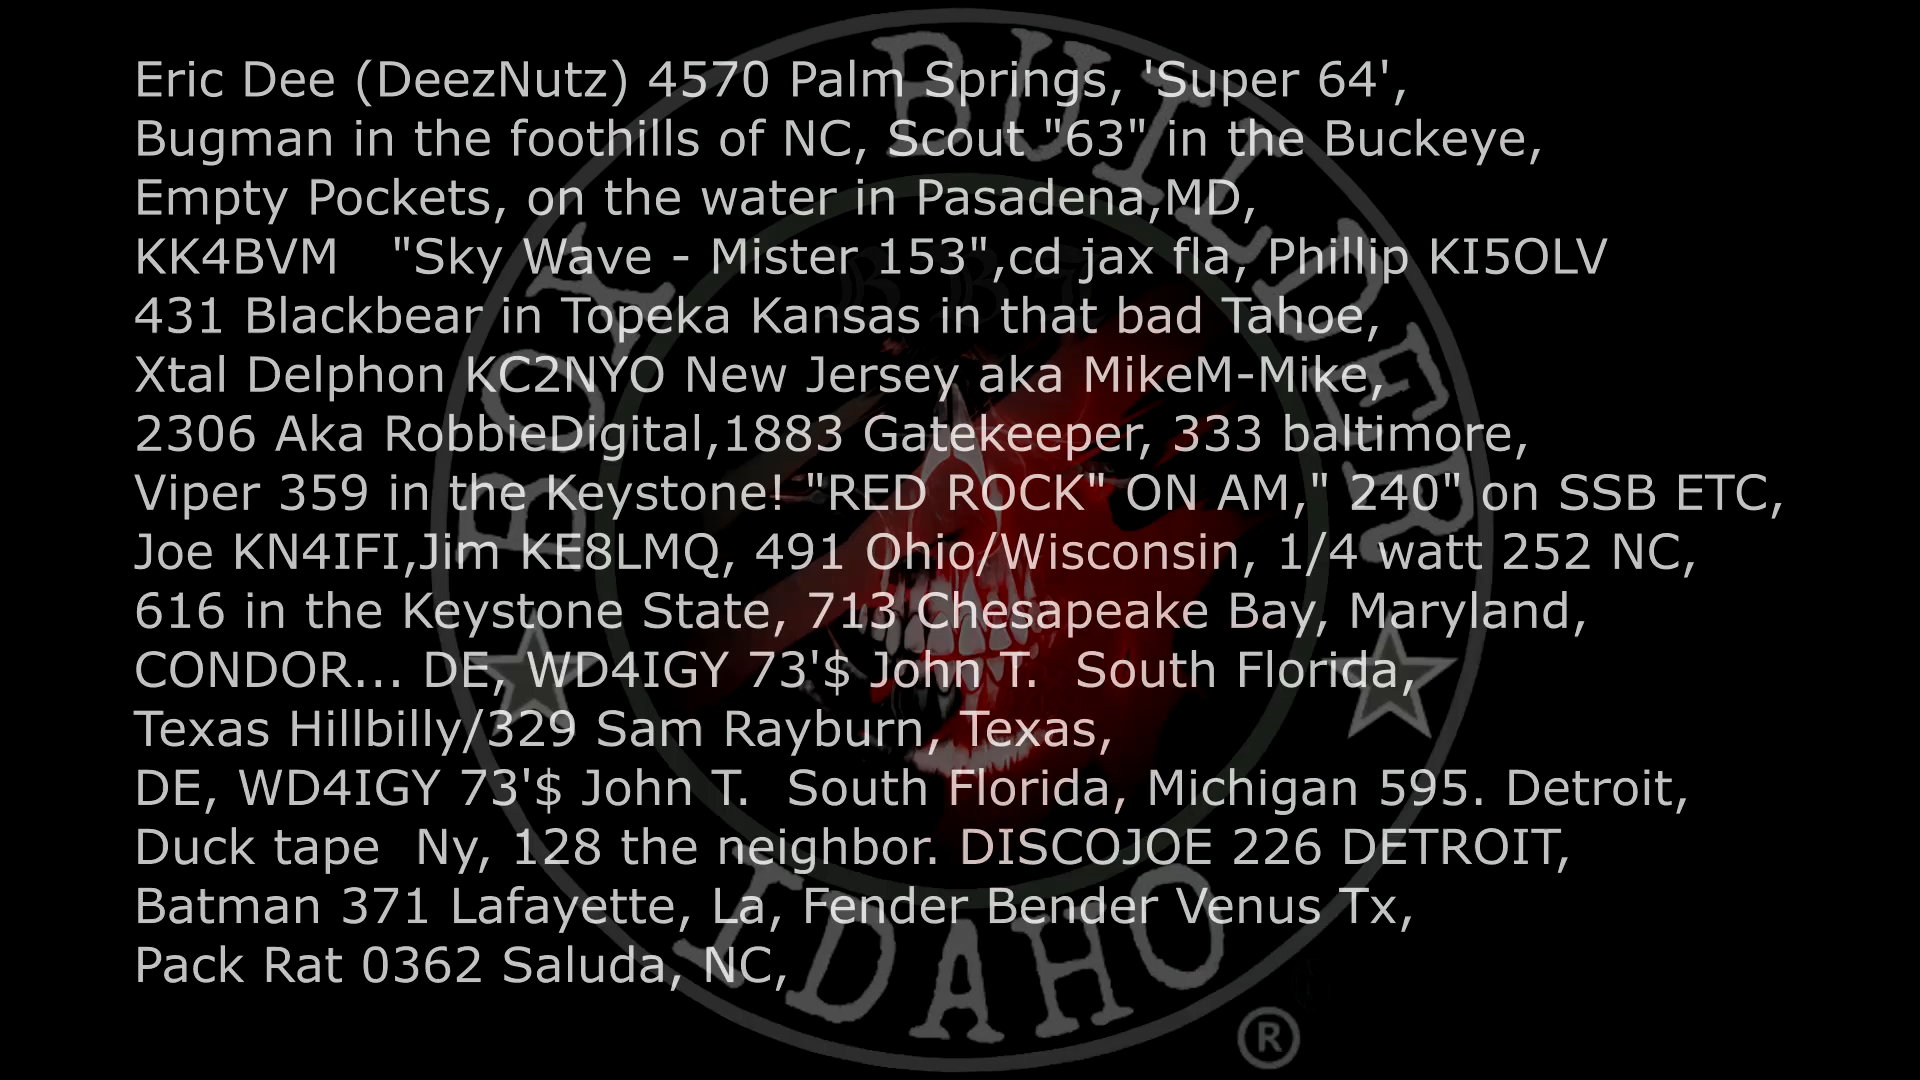 Eric Dee (DeezNutz) 4570 Palm Springs, 'Super 64',
Bugman in the foothills of NC, Scout "63" in the Buckeye,
Empty Pockets, on the water in Pasadena,MD,
KK4BVM   "Sky Wave - Mister 153",cd jax fla, Phillip KI5OLV
431 Blackbear in Topeka Kansas in that bad Tahoe,
Xtal Delphon KC2NYO New Jersey aka MikeM-Mike,
2306 Aka RobbieDigital,1883 Gatekeeper, 333 baltimore,
Viper 359 in the Keystone! "RED ROCK" ON AM," 240" on SSB ETC,
Joe KN4IFI,Jim KE8LMQ, 491 Ohio/Wisconsin, 1/4 watt 252 NC,
616 in the Keystone State, 713 Chesapeake Bay, Maryland,
CONDOR... DE, WD4IGY 73'$ John T.  South Florida,
Texas Hillbilly/329 Sam Rayburn, Texas,
DE, WD4IGY 73'$ John T.  South Florida, Michigan 595. Detroit,
Duck tape  Ny, 128 the neighbor. DISCOJOE 226 DETROIT,
Batman 371 Lafayette, La, Fender Bender Venus Tx,
Pack Rat 0362 Saluda, NC,
BOY BUILDER
IDAHO
®